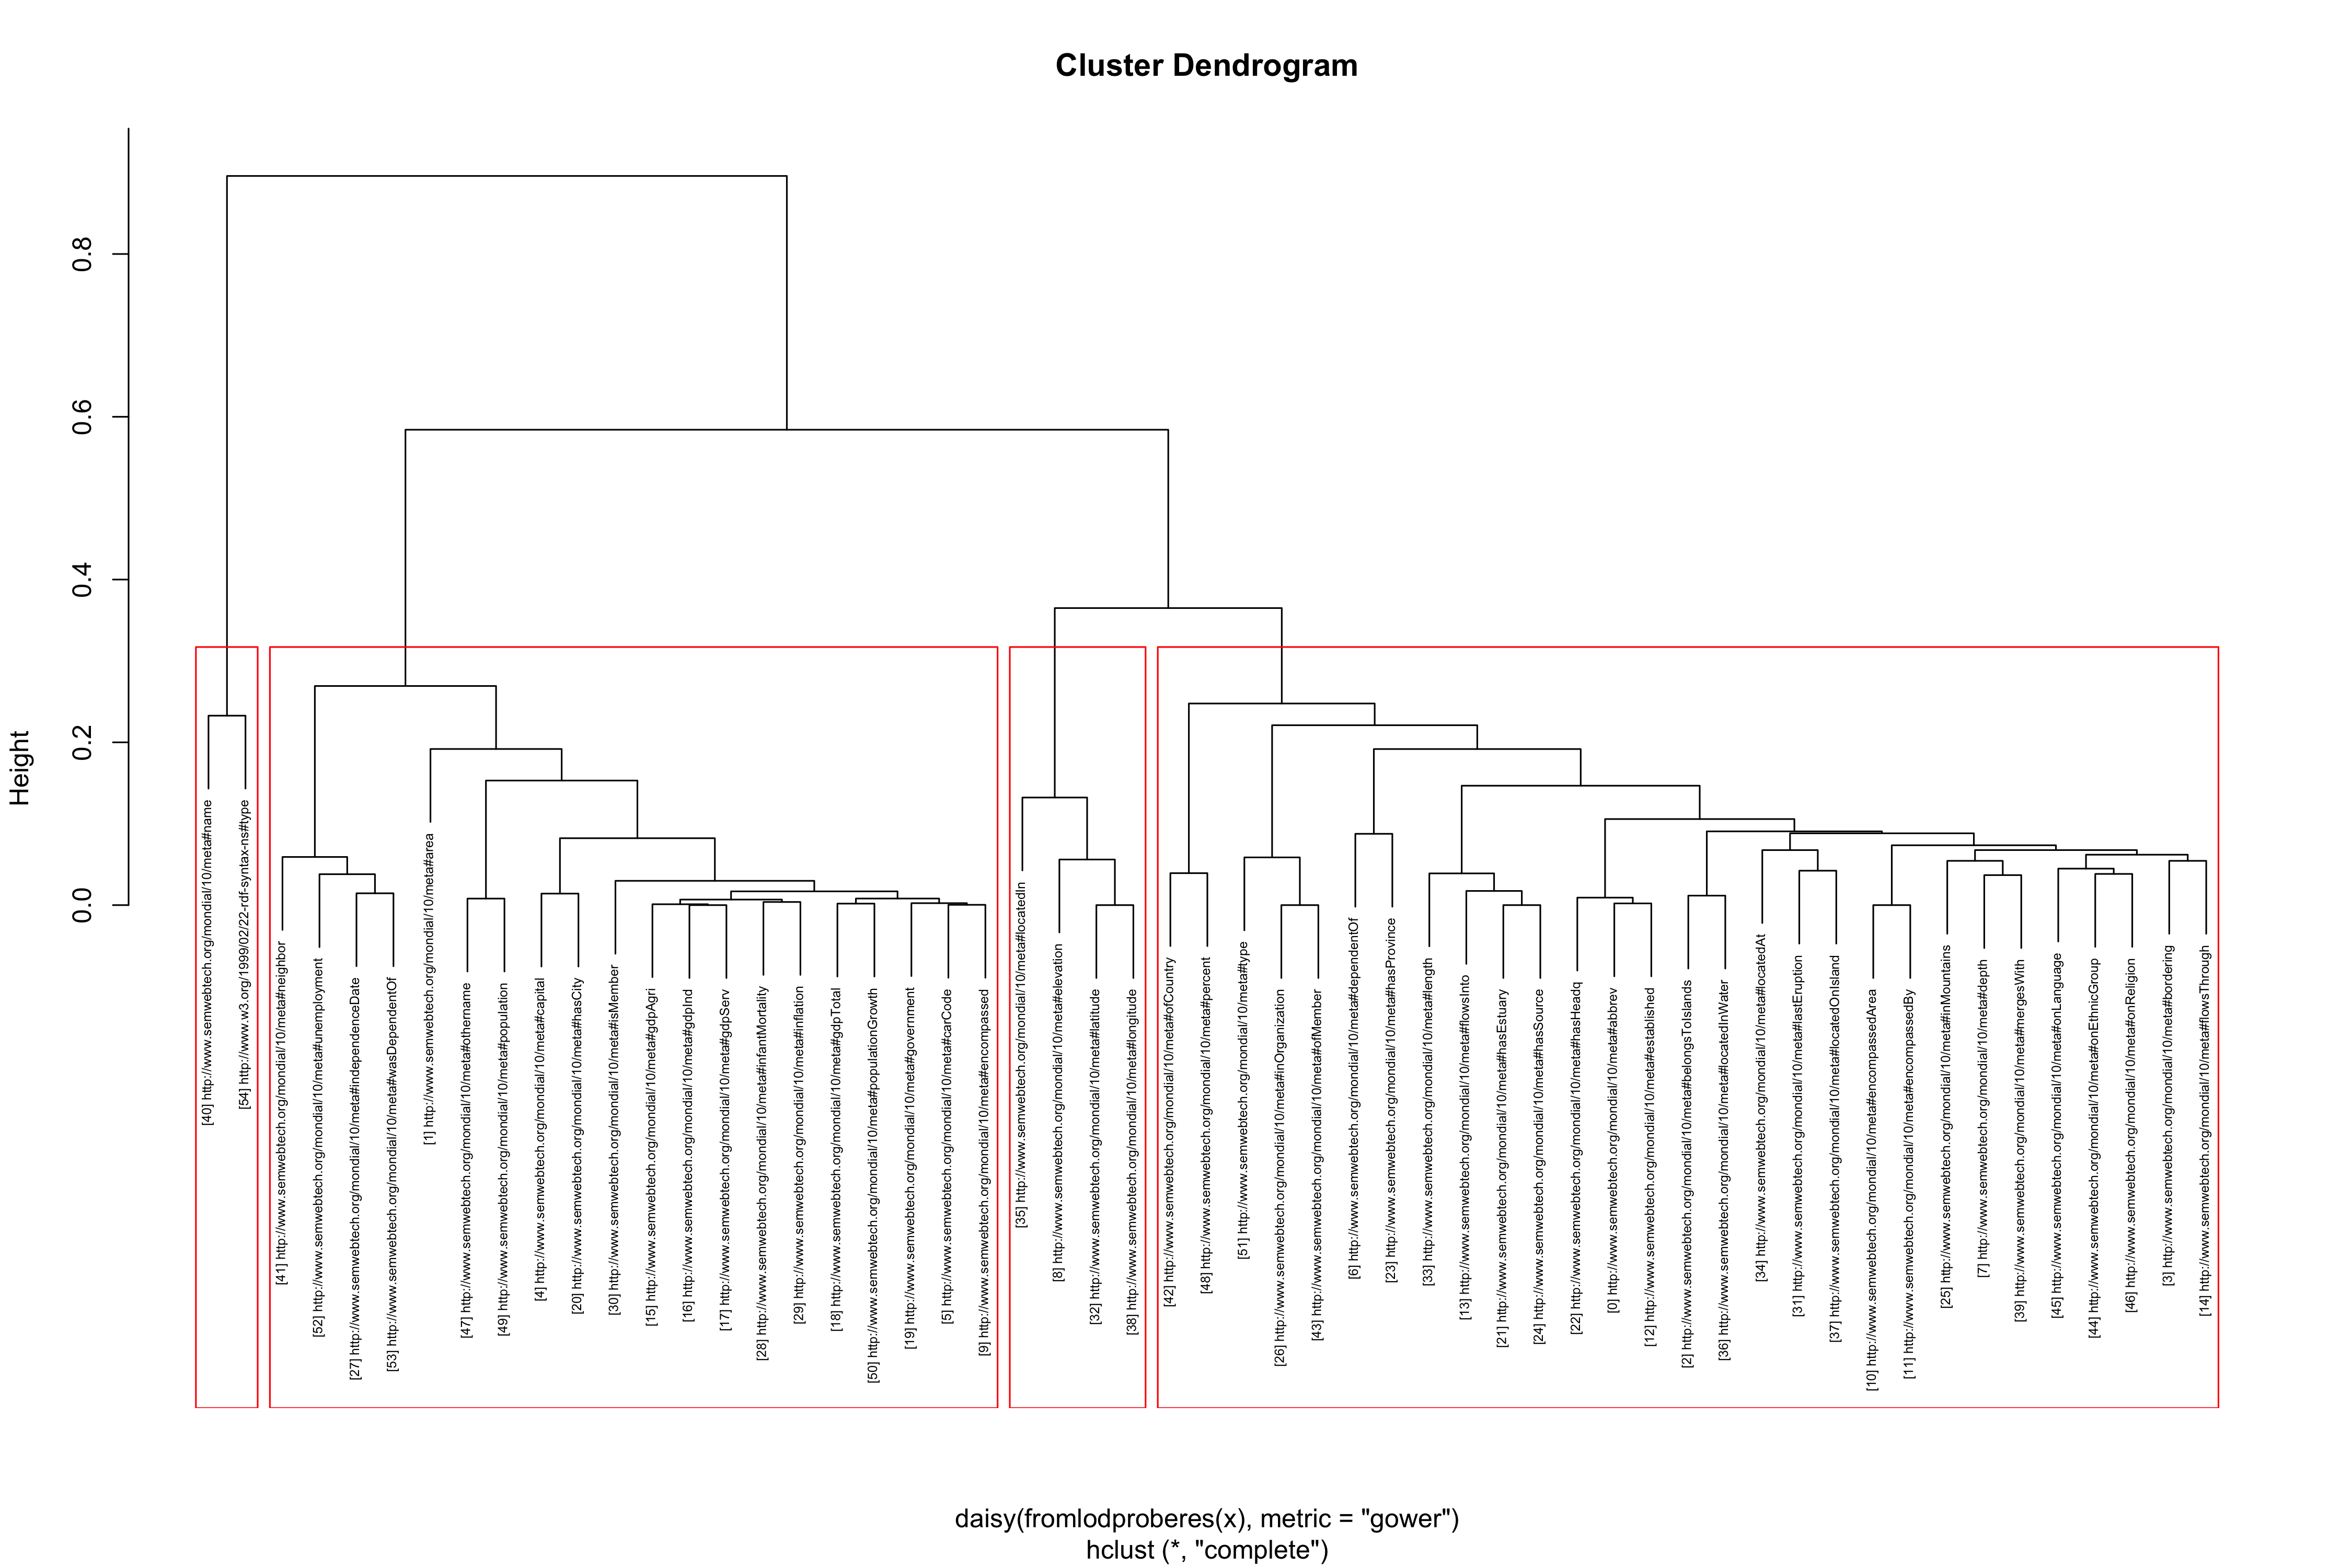 Cluster Dendrogram
Height
0.0
0.2
0.4
0.6
0.8
[40] http://www.semwebtech.org/mondial/10/meta#name
[54] http://www.w3.org/1999/02/22-rdf-syntax-ns#type
[41] http://www.semwebtech.org/mondial/10/meta#neighbor
[52] http://www.semwebtech.org/mondial/10/meta#unemployment
[27] http://www.semwebtech.org/mondial/10/meta#independenceDate
[53] http://www.semwebtech.org/mondial/10/meta#wasDependentOf
[1] http://www.semwebtech.org/mondial/10/meta#area
[47] http://www.semwebtech.org/mondial/10/meta#othername
[49] http://www.semwebtech.org/mondial/10/meta#population
[4] http://www.semwebtech.org/mondial/10/meta#capital
[20] http://www.semwebtech.org/mondial/10/meta#hasCity
[30] http://www.semwebtech.org/mondial/10/meta#isMember
[15] http://www.semwebtech.org/mondial/10/meta#gdpAgri
[16] http://www.semwebtech.org/mondial/10/meta#gdpInd
[17] http://www.semwebtech.org/mondial/10/meta#gdpServ
[28] http://www.semwebtech.org/mondial/10/meta#infantMortality
[29] http://www.semwebtech.org/mondial/10/meta#inflation
[18] http://www.semwebtech.org/mondial/10/meta#gdpTotal
[50] http://www.semwebtech.org/mondial/10/meta#populationGrowth
[19] http://www.semwebtech.org/mondial/10/meta#government
[5] http://www.semwebtech.org/mondial/10/meta#carCode
[9] http://www.semwebtech.org/mondial/10/meta#encompassed
[35] http://www.semwebtech.org/mondial/10/meta#locatedIn
[8] http://www.semwebtech.org/mondial/10/meta#elevation
[32] http://www.semwebtech.org/mondial/10/meta#latitude
[38] http://www.semwebtech.org/mondial/10/meta#longitude
[42] http://www.semwebtech.org/mondial/10/meta#ofCountry
[48] http://www.semwebtech.org/mondial/10/meta#percent
[51] http://www.semwebtech.org/mondial/10/meta#type
[26] http://www.semwebtech.org/mondial/10/meta#inOrganization
[43] http://www.semwebtech.org/mondial/10/meta#ofMember
[6] http://www.semwebtech.org/mondial/10/meta#dependentOf
[23] http://www.semwebtech.org/mondial/10/meta#hasProvince
[33] http://www.semwebtech.org/mondial/10/meta#length
[13] http://www.semwebtech.org/mondial/10/meta#flowsInto
[21] http://www.semwebtech.org/mondial/10/meta#hasEstuary
[24] http://www.semwebtech.org/mondial/10/meta#hasSource
[22] http://www.semwebtech.org/mondial/10/meta#hasHeadq
[0] http://www.semwebtech.org/mondial/10/meta#abbrev
[12] http://www.semwebtech.org/mondial/10/meta#established
[2] http://www.semwebtech.org/mondial/10/meta#belongsToIslands
[36] http://www.semwebtech.org/mondial/10/meta#locatedInWater
[34] http://www.semwebtech.org/mondial/10/meta#locatedAt
[31] http://www.semwebtech.org/mondial/10/meta#lastEruption
[37] http://www.semwebtech.org/mondial/10/meta#locatedOnIsland
[10] http://www.semwebtech.org/mondial/10/meta#encompassedArea
[11] http://www.semwebtech.org/mondial/10/meta#encompassedBy
[25] http://www.semwebtech.org/mondial/10/meta#inMountains
[7] http://www.semwebtech.org/mondial/10/meta#depth
[39] http://www.semwebtech.org/mondial/10/meta#mergesWith
[45] http://www.semwebtech.org/mondial/10/meta#onLanguage
[44] http://www.semwebtech.org/mondial/10/meta#onEthnicGroup
[46] http://www.semwebtech.org/mondial/10/meta#onReligion
[3] http://www.semwebtech.org/mondial/10/meta#bordering
[14] http://www.semwebtech.org/mondial/10/meta#flowsThrough
daisy(fromlodproberes(x), metric = "gower")
hclust (*, "complete")